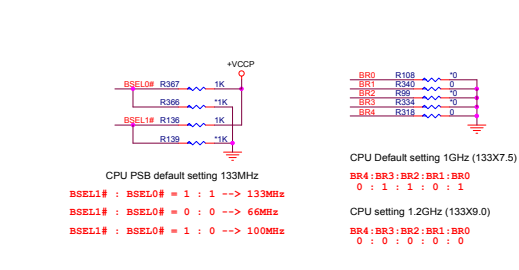 +VCCP
BSEL0# R367 1K
R366 *1K
BSEL1# R136 1K
R139 *1K
CPU PSB default setting 133MHz
BSEL1# : BSEL0# = 1 : 1 --> 133MHz
BSEL1# : BSEL0# = 0 : 0 --> 66MHz
BSEL1# : BSEL0# = 1 : 0 --> 100MHz
BR0 R108 *0
BR1 R340 0
BR2 R99 *0
BR3 R334 *0
BR4 R318 0
CPU Default setting 1GHz (133X7.5)
BR4:BR3:BR2:BR1:BR0
0 : 1 : 1 : 0 : 1
CPU setting 1.2GHz (133X9.0)
BR4:BR3:BR2:BR1:BR0
0 : 0 : 0 : 0 : 0